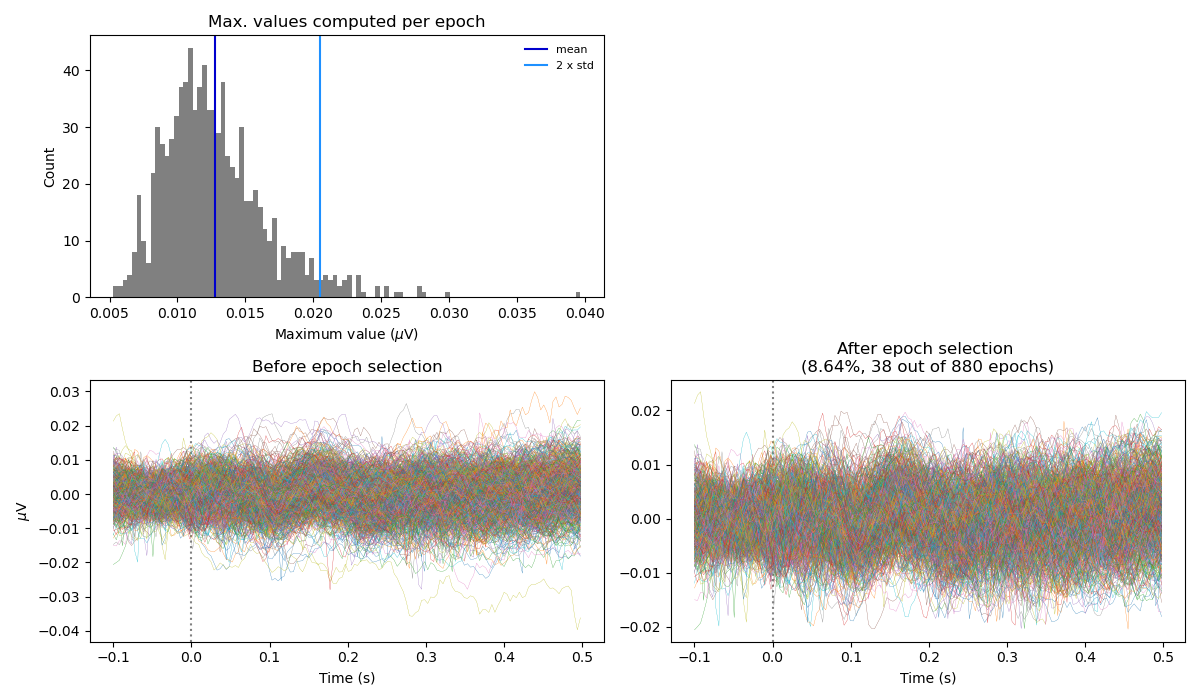 Max. values computed per epoch
mean
2 x std
Count
40
30
20
10
0
0.005 0.010 0.015 0.020 0.025 0.030 0.035 0.040
Maximum value (μV)
Before epoch selection
μV
0.03
0.02
0.01
0.00
−0.01
−0.02
−0.03
−0.04
−0.1 0.0 0.1 0.2 0.3 0.4 0.5
Time (s)
After epoch selection
(8.64%, 38 out of 880 epochs)
0.02
0.01
0.00
−0.01
−0.02
−0.1 0.0 0.1 0.2 0.3 0.4 0.5
Time (s)